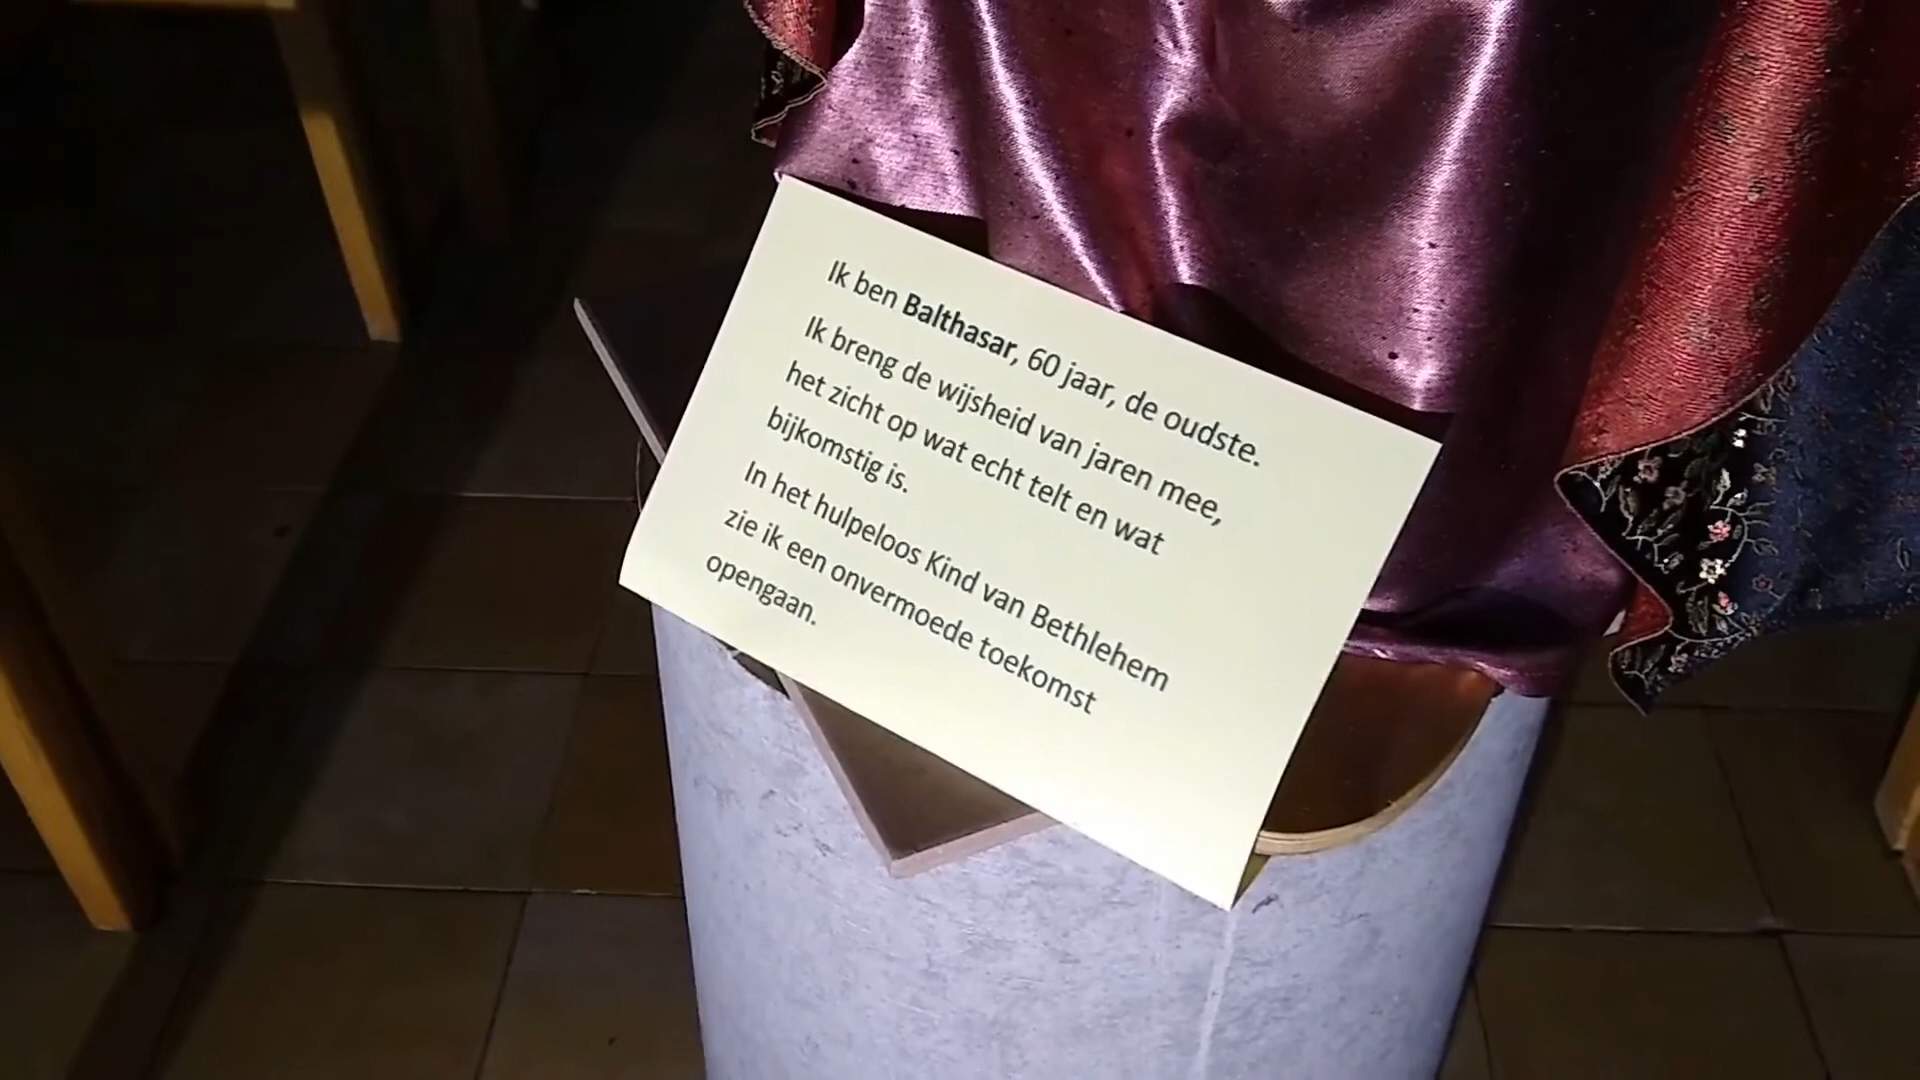 Ik ben Balthasar, 60 jaar, de oudste.
Ik breng de wijsheid van jaren mee,
het zicht op wat echt telt en wat
bijkomstig is.
In het hulpeloos Kind van Bethlehem
zie ik een onvermoede toekomst
opengaan.